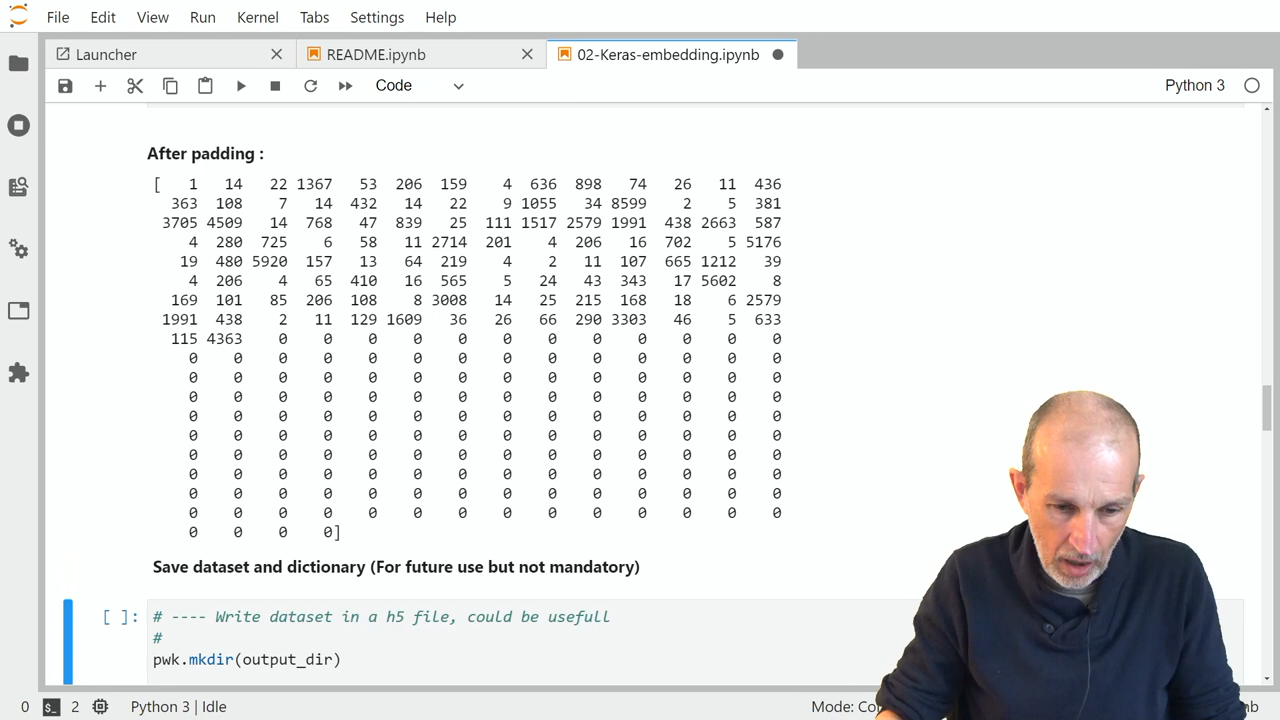 File Edit View Run Kernel Tabs Settings Help
Launcher README.ipynb 02-Keras-embedding.ipynb
Code Python 3
After padding :
[ 1 14 22 1367 53 206 159 4 636 898 74 26 11 436
363 108 7 14 432 14 22 9 1055 34 8599 2 5 381
3705 4509 14 768 47 839 25 111 1517 2579 1991 438 2663 587
4 280 725 6 58 11 2714 201 4 206 16 702 5 5176
19 480 5920 157 13 64 219 4 2 11 107 665 1212 39
4 206 4 65 410 16 565 5 24 43 343 17 5602 8
169 101 85 206 108 8 3008 14 25 215 168 18 6 2579
1991 438 2 11 129 1609 36 26 66 290 3303 46 5 633
115 4363 0 0 0 0 0 0 0 0 0 0 0 0
0 0 0 0 0 0 0 0 0 0 0 0 0 0
0 0 0 0 0 0 0 0 0 0 0 0 0 0
0 0 0 0 0 0 0 0 0 0 0 0 0 0
0 0 0 0 0 0 0 0 0 0 0 0 0 0
0 0 0 0 0 0 0 0 0 0 0 0 0 0
0 0 0 0 0 0 0 0 0 0 0 0 0 0
0 0 0 0 0 0 0 0 0 0 0 0 0 0
0 0 0 0 0 0 0 0 0 0 0 0 0 0
0 0 0 0 0 0 0 0 0 0 0 0 0 0
0 0 0 0]
Save dataset and dictionary (For future use but not mandatory)
[ ]: # ---- Write dataset in a h5 file, could be usefull
#
pwk.mkdir(output_dir)
0 $_ 2 Python 3 | Idle Mode: